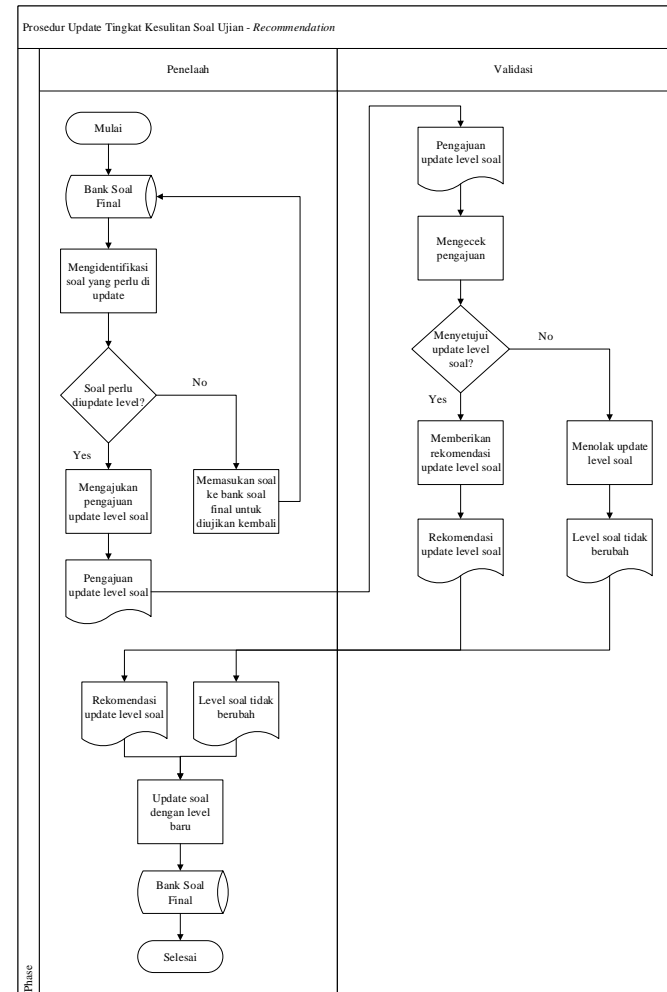 Prosedur Update Tingkat Kesulitan Soal Ujian - Recommendation
Penelaah
Validasi
Mulai
Bank Soal
Final
Mengidentifikasi
soal yang perlu di
update
Soal perlu
diupdate level?
No
Yes
Mengajukan
pengajuan
update level soal
Memasukan soal
ke bank soal
final untuk
diujikan kembali
Pengajuan
update level soal
Pengajuan
update level soal
Mengecek
pengajuan
Menyetujui
update level
soal?
No
Yes
Memberikan
rekomendasi
update level soal
Menolak update
level soal
Rekomendasi
update level soal
Level soal tidak
berubah
Rekomendasi
update level soal
Level soal tidak
berubah
Update soal
dengan level
baru
Bank Soal
Final
Selesai
Phase